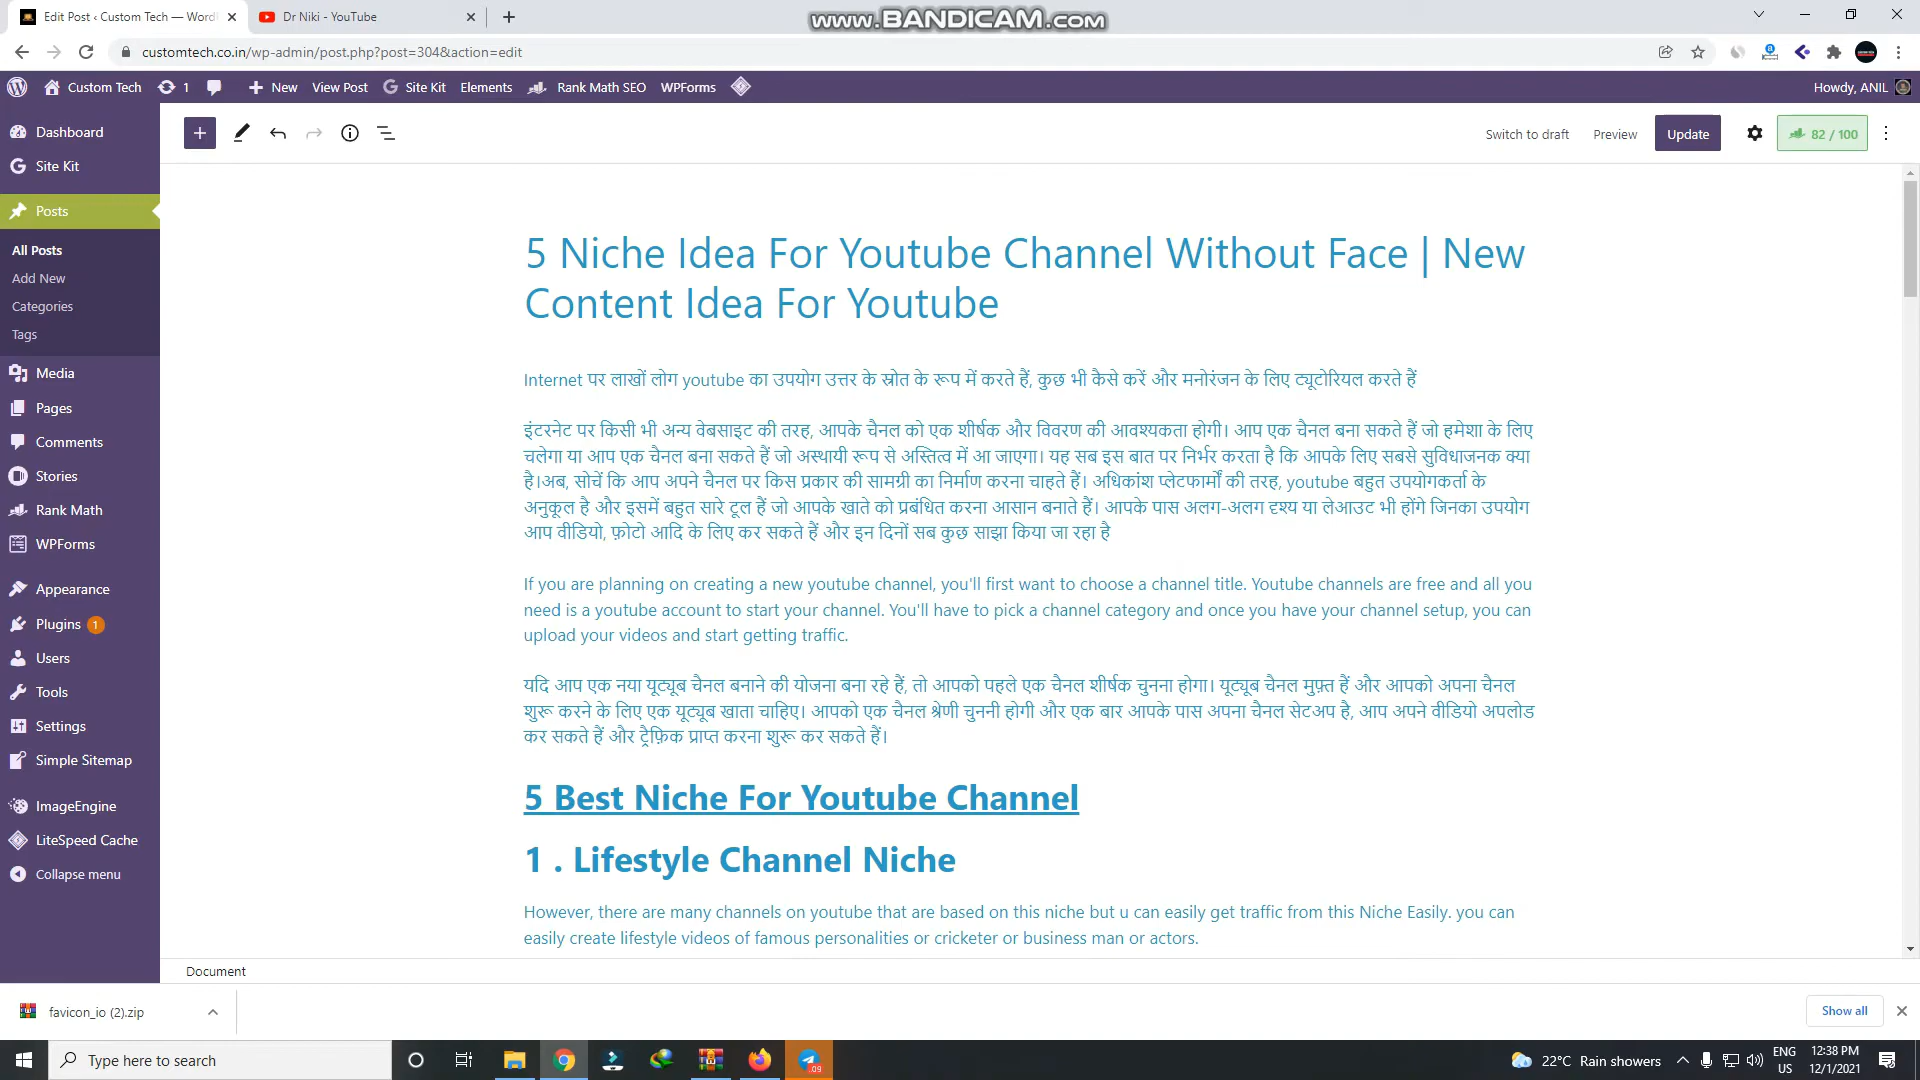 Edit Post ‹ Custom Tech — Word
Dr Niki - YouTube
www.BANDICAM.com
customtech.co.in/wp-admin/post.php?post=304&action=edit
Custom Tech
1
New
View Post
Site Kit
Elements
Rank Math SEO
WPForms
Howdy, ANIL
Dashboard
Site Kit
Posts
All Posts
Add New
Categories
Tags
Media
Pages
Comments
Stories
Rank Math
WPForms
Appearance
Plugins 1
Users
Tools
Settings
Simple Sitemap
ImageEngine
LiteSpeed Cache
Collapse menu
Switch to draft
Preview
Update
82 / 100
5 Niche Idea For Youtube Channel Without Face | New
Content Idea For Youtube
Internet पर लाखों लोग youtube का उपयोग उत्तर के स्रोत के रूप में करते हैं, कुछ भी कैसे करें और मनोरंजन के लिए ट्यूटोरियल करते हैं
इंटरनेट पर किसी भी अन्य वेबसाइट की तरह, आपके चैनल को एक शीर्षक और विवरण की आवश्यकता होगी। आप एक चैनल बना सकते हैं जो हमेशा के लिए
चलेगा या आप एक चैनल बना सकते हैं जो अस्थायी रूप से अस्तित्व में आ जाएगा। यह सब इस बात पर निर्भर करता है कि आपके लिए सबसे सुविधाजनक क्या
है।अब, सोचें कि आप अपने चैनल पर किस प्रकार की सामग्री का निर्माण करना चाहते हैं। अधिकांश प्लेटफार्मों की तरह, youtube बहुत उपयोगकर्ता के
अनुकूल है और इसमें बहुत सारे टूल हैं जो आपके खाते को प्रबंधित करना आसान बनाते हैं। आपके पास अलग-अलग दृश्य या लेआउट भी होंगे जिनका उपयोग
आप वीडियो, फ़ोटो आदि के लिए कर सकते हैं और इन दिनों सब कुछ साझा किया जा रहा है
If you are planning on creating a new youtube channel, you'll first want to choose a channel title. Youtube channels are free and all you
need is a youtube account to start your channel. You'll have to pick a channel category and once you have your channel setup, you can
upload your videos and start getting traffic.
यदि आप एक नया यूट्यूब चैनल बनाने की योजना बना रहे हैं, तो आपको पहले एक चैनल शीर्षक चुनना होगा। यूट्यूब चैनल मुफ़्त हैं और आपको अपना चैनल
शुरू करने के लिए एक यूट्यूब खाता चाहिए। आपको एक चैनल श्रेणी चुननी होगी और एक बार आपके पास अपना चैनल सेटअप है, आप अपने वीडियो अपलोड
कर सकते हैं और ट्रैफ़िक प्राप्त करना शुरू कर सकते हैं।
5 Best Niche For Youtube Channel
1 . Lifestyle Channel Niche
However, there are many channels on youtube that are based on this niche but u can easily get traffic from this Niche Easily. you can
easily create lifestyle videos of famous personalities or cricketer or business man or actors.
Document
favicon_io (2).zip
Show all
Type here to search
22°C Rain showers
ENG
US
12:38 PM
12/1/2021